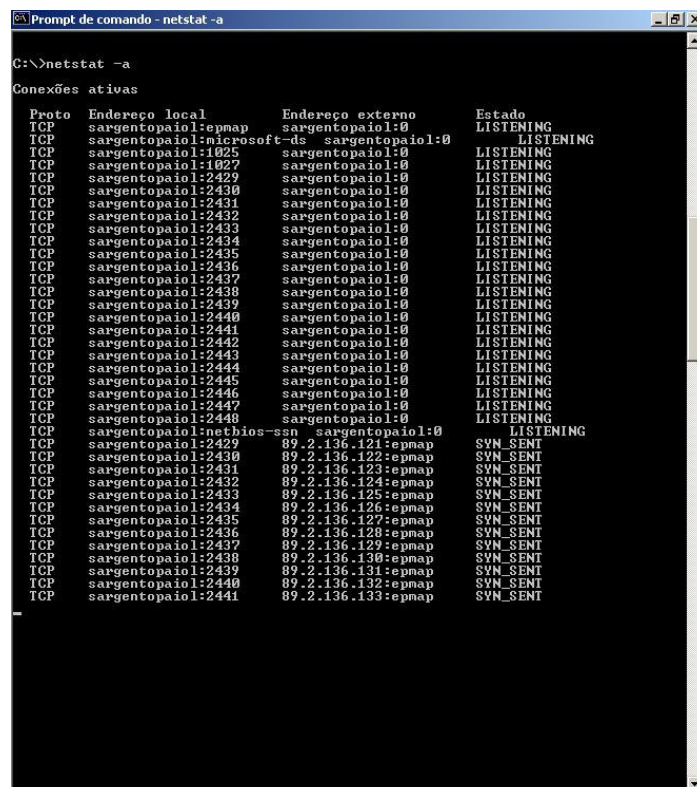 Prompt de comando - netstat -a
C:\>netstat -a
Conexões ativas
Proto Endereço local Endereço externo Estado
TCP sargentopaiol:epmap sargentopaiol:0 LISTENING
TCP sargentopaiol:microsoft-ds sargentopaiol:0 LISTENING
TCP sargentopaiol:1025 sargentopaiol:0 LISTENING
TCP sargentopaiol:1027 sargentopaiol:0 LISTENING
TCP sargentopaiol:2429 sargentopaiol:0 LISTENING
TCP sargentopaiol:2430 sargentopaiol:0 LISTENING
TCP sargentopaiol:2431 sargentopaiol:0 LISTENING
TCP sargentopaiol:2432 sargentopaiol:0 LISTENING
TCP sargentopaiol:2433 sargentopaiol:0 LISTENING
TCP sargentopaiol:2434 sargentopaiol:0 LISTENING
TCP sargentopaiol:2435 sargentopaiol:0 LISTENING
TCP sargentopaiol:2436 sargentopaiol:0 LISTENING
TCP sargentopaiol:2437 sargentopaiol:0 LISTENING
TCP sargentopaiol:2438 sargentopaiol:0 LISTENING
TCP sargentopaiol:2439 sargentopaiol:0 LISTENING
TCP sargentopaiol:2440 sargentopaiol:0 LISTENING
TCP sargentopaiol:2441 sargentopaiol:0 LISTENING
TCP sargentopaiol:2442 sargentopaiol:0 LISTENING
TCP sargentopaiol:2443 sargentopaiol:0 LISTENING
TCP sargentopaiol:2444 sargentopaiol:0 LISTENING
TCP sargentopaiol:2445 sargentopaiol:0 LISTENING
TCP sargentopaiol:2446 sargentopaiol:0 LISTENING
TCP sargentopaiol:2447 sargentopaiol:0 LISTENING
TCP sargentopaiol:2448 sargentopaiol:0 LISTENING
TCP sargentopaiol:netbios-ssn sargentopaiol:0 LISTENING
TCP sargentopaiol:2429 89.2.136.121:epmap SYN_SENT
TCP sargentopaiol:2430 89.2.136.122:epmap SYN_SENT
TCP sargentopaiol:2431 89.2.136.123:epmap SYN_SENT
TCP sargentopaiol:2432 89.2.136.124:epmap SYN_SENT
TCP sargentopaiol:2433 89.2.136.125:epmap SYN_SENT
TCP sargentopaiol:2434 89.2.136.126:epmap SYN_SENT
TCP sargentopaiol:2435 89.2.136.127:epmap SYN_SENT
TCP sargentopaiol:2436 89.2.136.128:epmap SYN_SENT
TCP sargentopaiol:2437 89.2.136.129:epmap SYN_SENT
TCP sargentopaiol:2438 89.2.136.130:epmap SYN_SENT
TCP sargentopaiol:2439 89.2.136.131:epmap SYN_SENT
TCP sargentopaiol:2440 89.2.136.132:epmap SYN_SENT
TCP sargentopaiol:2441 89.2.136.133:epmap SYN_SENT